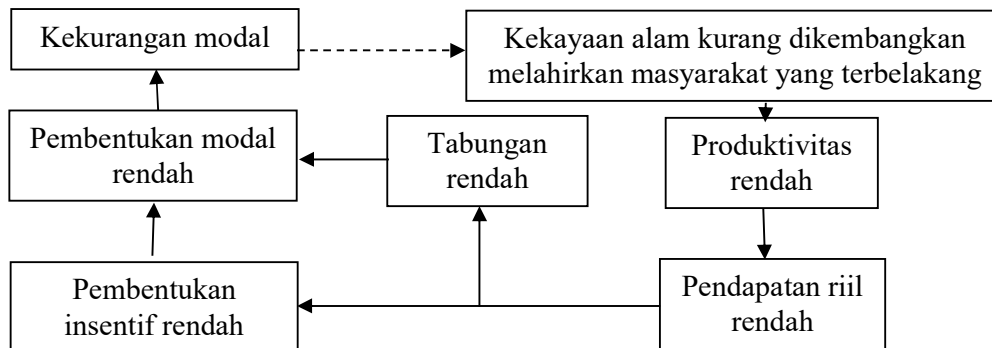 Kekurangan modal
Kekayaan alam kurang dikembangkan
melahirkan masyarakat yang terbelakang
Pembentukan modal
rendah
Tabungan
rendah
Produktivitas
rendah
Pembentukan
insentif rendah
Pendapatan riil
rendah